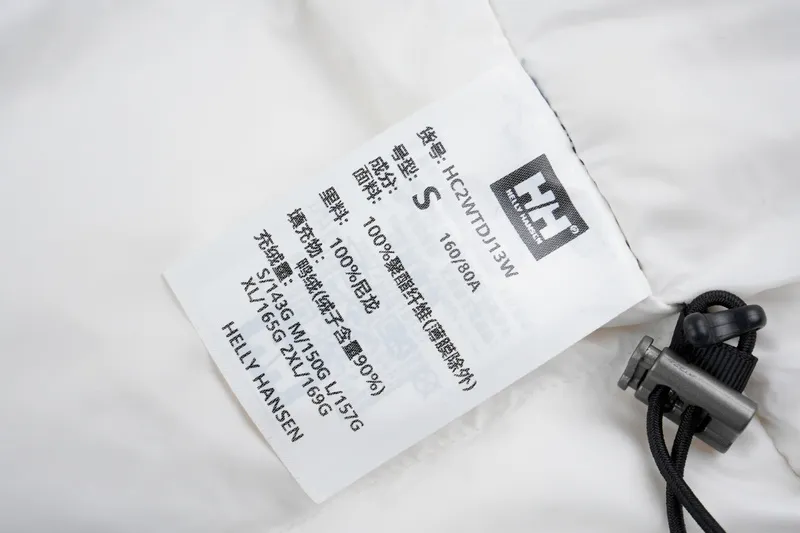 HH®
HELLY HANSEN
货号: HC2WTDJ13W
号型: S 160/80A
成分:
面料: 100%聚酯纤维(薄膜除外)
里料: 100%尼龙
填充物: 鸭绒(绒子含量90%)
充绒量:
S/143G M/150G L/157G
XL/165G 2XL/169G
HELLY HANSEN